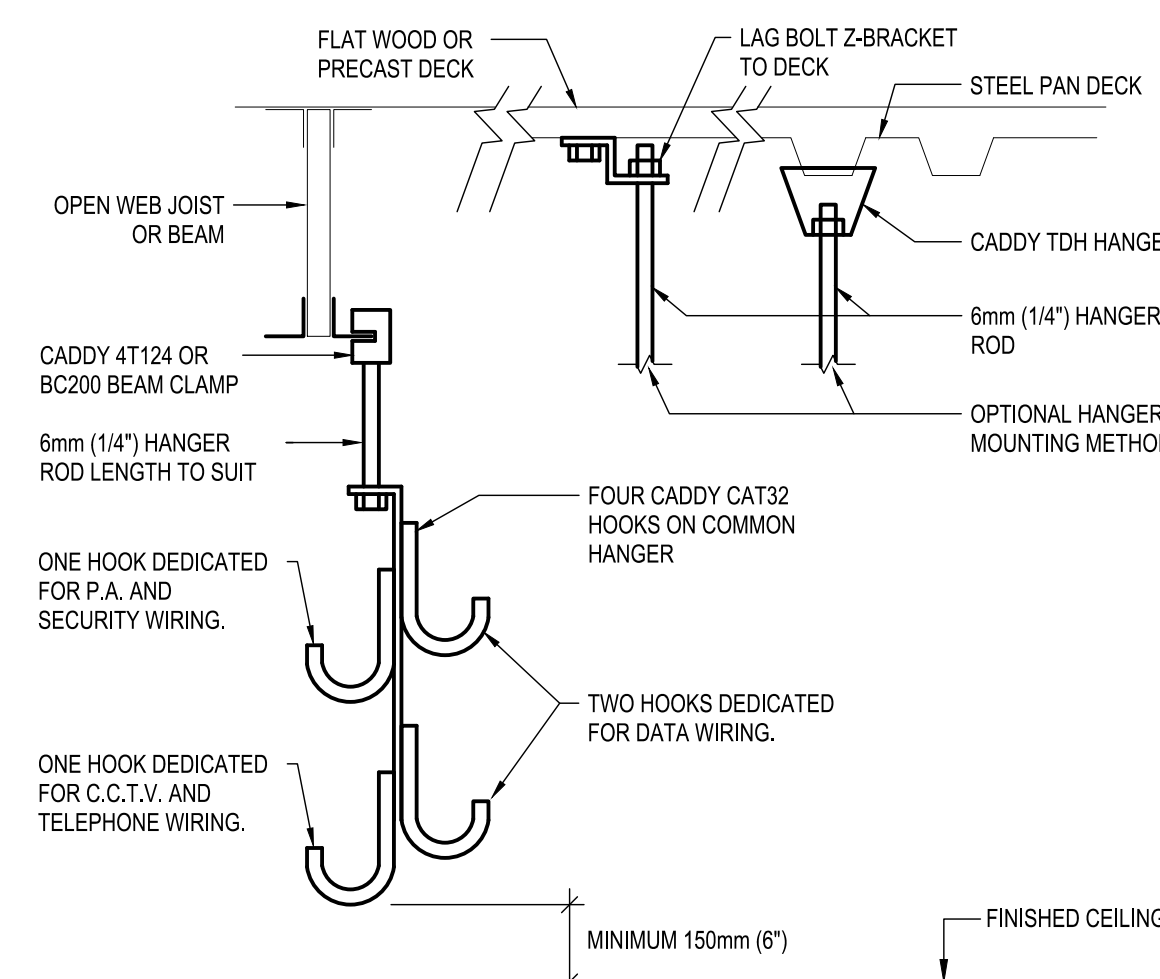 FLAT WOOD OR
PRECAST DECK
LAG BOLT Z-BRACKET
TO DECK
STEEL PAN DECK
OPEN WEB JOIST
OR BEAM
CADDY TDH HANGE
6mm (1/4") HANGER
ROD
CADDY 4T124 OR
BC200 BEAM CLAMP
OPTIONAL HANGER
MOUNTING METHO
6mm (1/4") HANGER
ROD LENGTH TO SUIT
FOUR CADDY CAT32
HOOKS ON COMMON
HANGER
ONE HOOK DEDICATED
FOR P.A. AND
SECURITY WIRING.
TWO HOOKS DEDICATED
FOR DATA WIRING.
ONE HOOK DEDICATED
FOR C.C.T.V. AND
TELEPHONE WIRING.
FINISHED CEILING
MINIMUM 150mm (6")